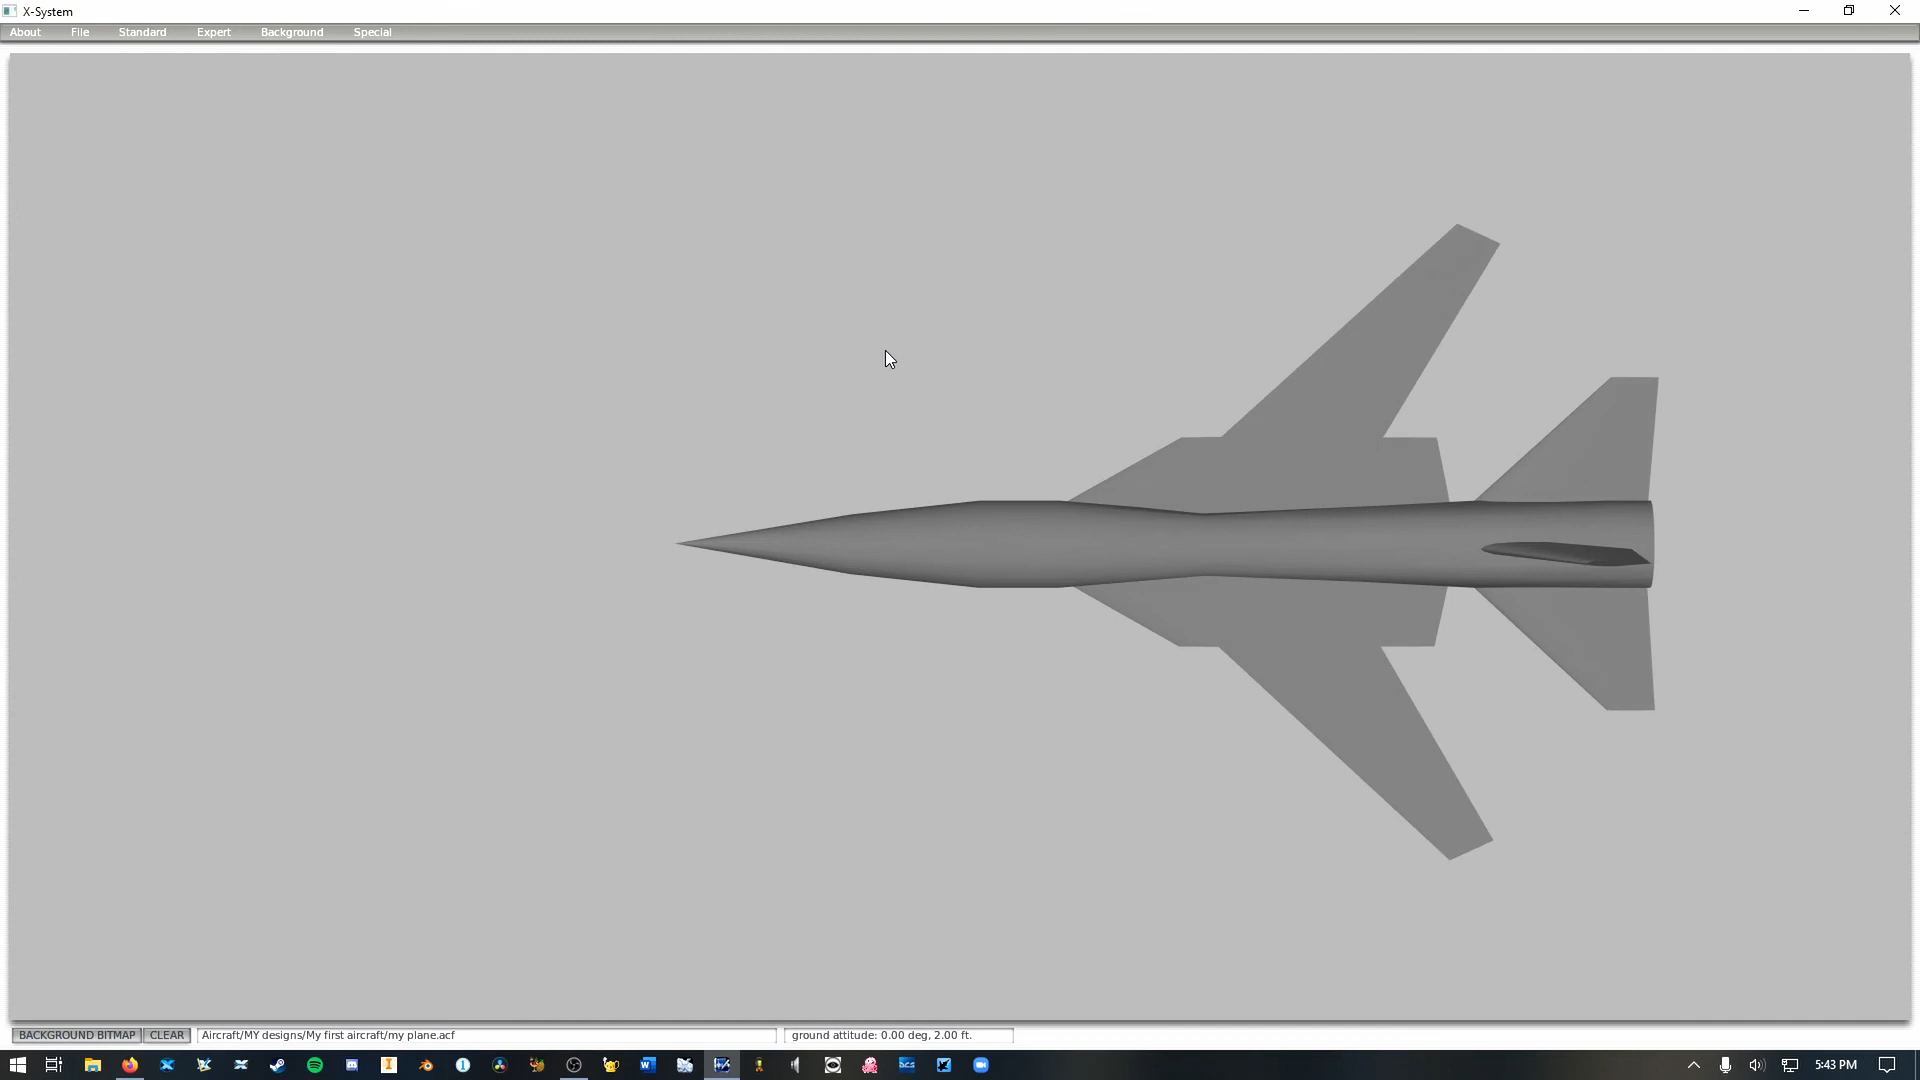 X-System
About File Standard Expert Background Special
BACKGROUND BITMAP CLEAR Aircraft/MY designs/My first aircraft/my plane.acf ground attitude: 0.00 deg, 2.00 ft.
5:43 PM